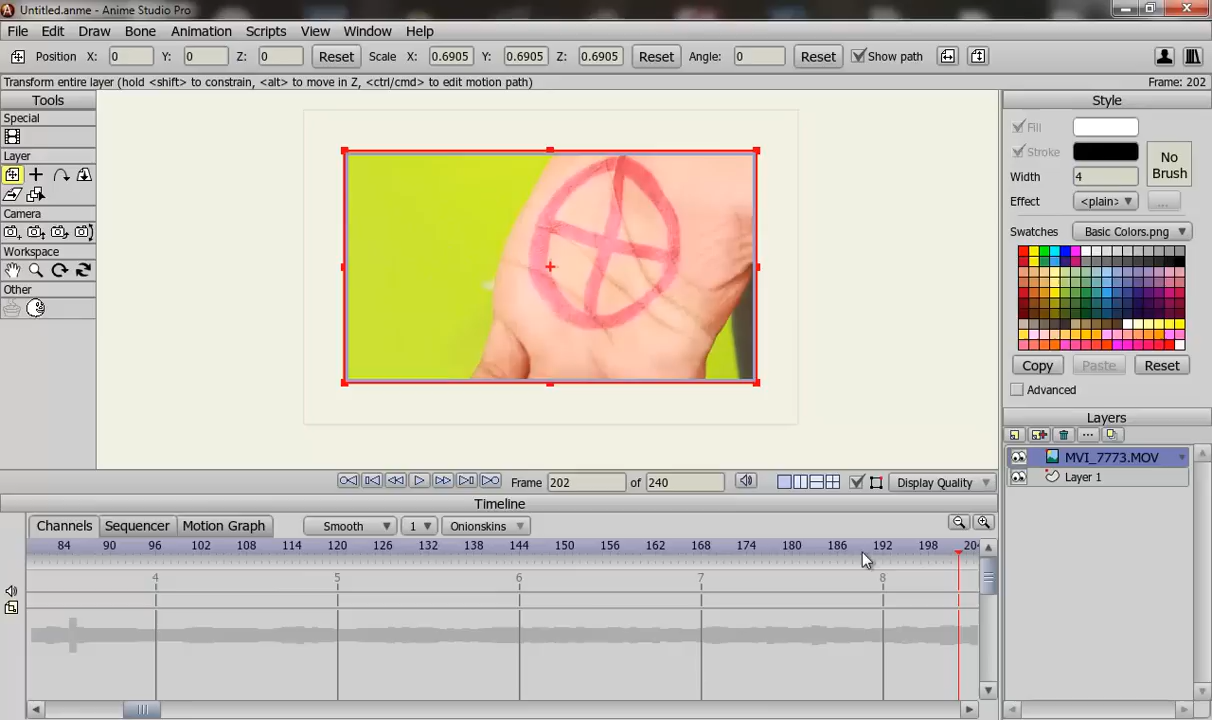 Untitled.anme - Anime Studio Pro
File Edit Draw Animation Bone Scripts View Window Help
Position X: 0 Y: 0 Z: 0 Reset Scale X: 0.6905 Y: 0.6905 Z: 0.6905 Reset Angle: 0 Reset Show path
Transform entire layer (hold <shift> to constrain, <alt> to move in Z, <ctrl/cmd> to edit motion path) Frame: 202
Tools
Special
Layer
Camera
Workspace
Other
Style
Fill
Stroke
No Brush
Width 4
Effect <plain> ...
Swatches Basic Colors.png
Copy Paste Reset
Advanced
Layers
MVI_7773.MOV
Layer 1
Frame 202 of 240 Display Quality
Timeline
Channels Sequencer Motion Graph Smooth 1 Onionskins
84 90 96 102 108 114 120 126 132 138 144 150 156 162 168 174 180 186 192 198 204
4 5 6 7 8